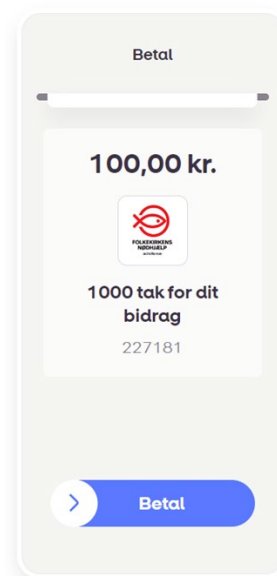 Betal
100,00 kr.
FOLKEKIRKENS
NØDHJÆLP
1000 tak for dit
bidrag
227181
Betal